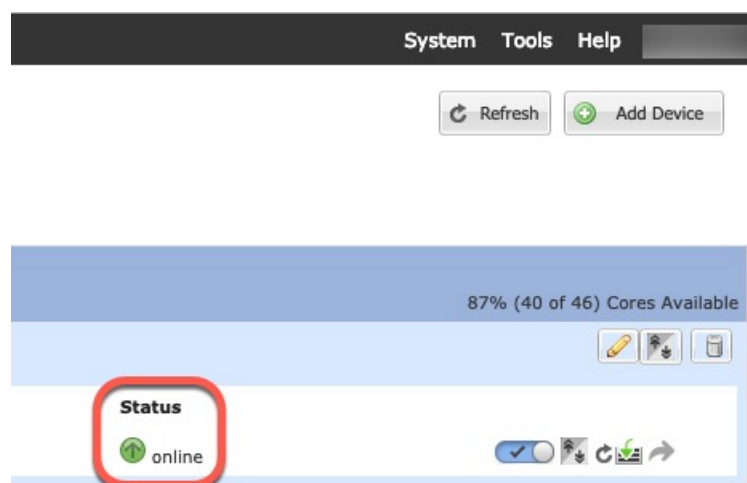 System Tools Help
Refresh Add Device
87% (40 of 46) Cores Available
Status
online